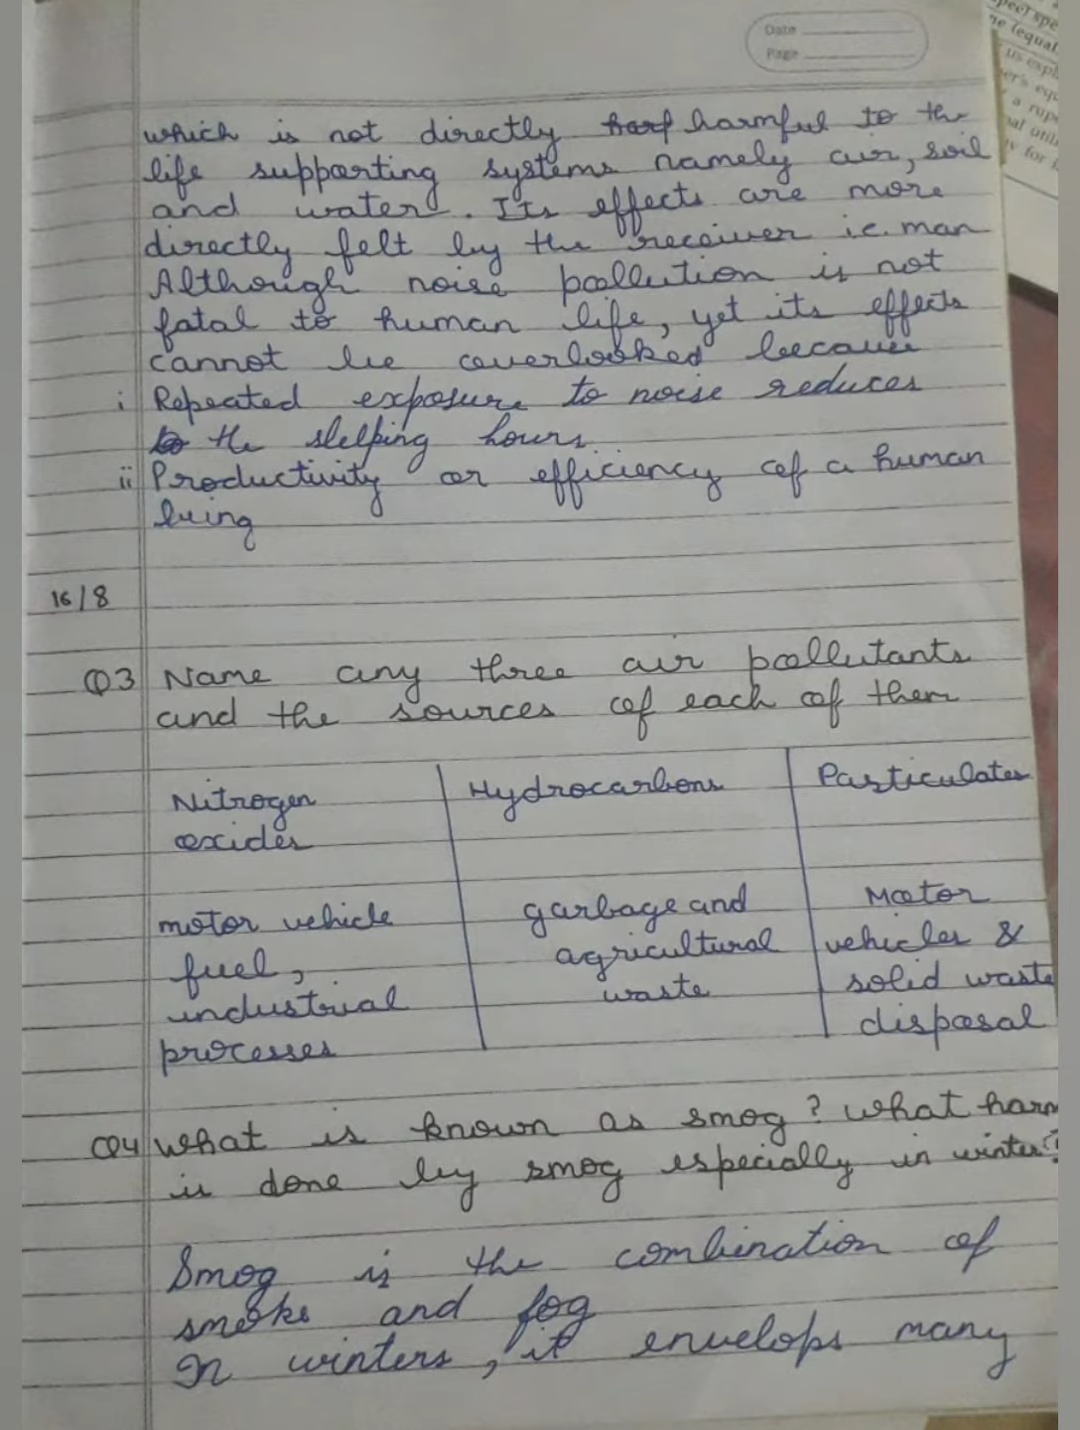 Date
Page
which is not directly harmful to the
life supporting systems namely air, soil
and water. Its effects are more
directly felt by the receiver i.e. man
Although noise pollution is not
fatal to human life, yet its effects
cannot be overlooked because
i Repeated exposure to noise reduces
the sleeping hours.
ii Productivity or efficiency of a human
being
16/8
Q3 Name any three air pollutants
and the sources of each of them
Nitrogen oxides
Hydrocarbons
Particulates
motor vehicle
fuel,
industrial
processes
garbage and
agricultural
waste
Motor
vehicles &
solid waste
disposal
Q4 What is known as smog? What harm
is done by smog especially in winter?
Smog is the combination of
smoke and fog
In winters, it envelops many